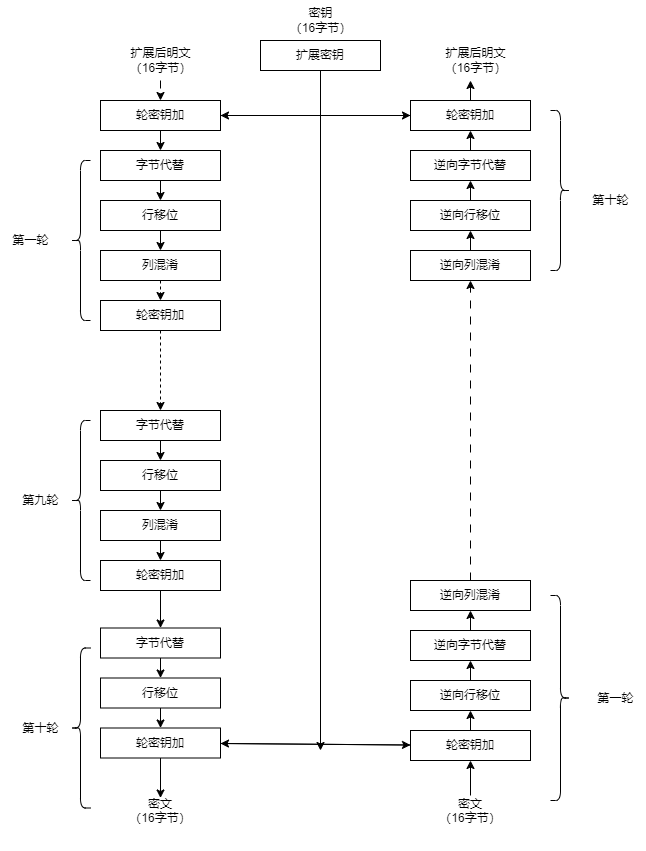 密钥
(16字节)
扩展密钥
扩展后明文
(16字节)
轮密钥加
字节代替
行移位
列混淆
轮密钥加
第一轮
字节代替
行移位
列混淆
轮密钥加
第九轮
字节代替
行移位
轮密钥加
第十轮
密文
(16字节)
扩展后明文
(16字节)
轮密钥加
逆向字节代替
逆向行移位
逆向列混淆
第十轮
逆向列混淆
逆向字节代替
逆向行移位
轮密钥加
第一轮
密文
(16字节)